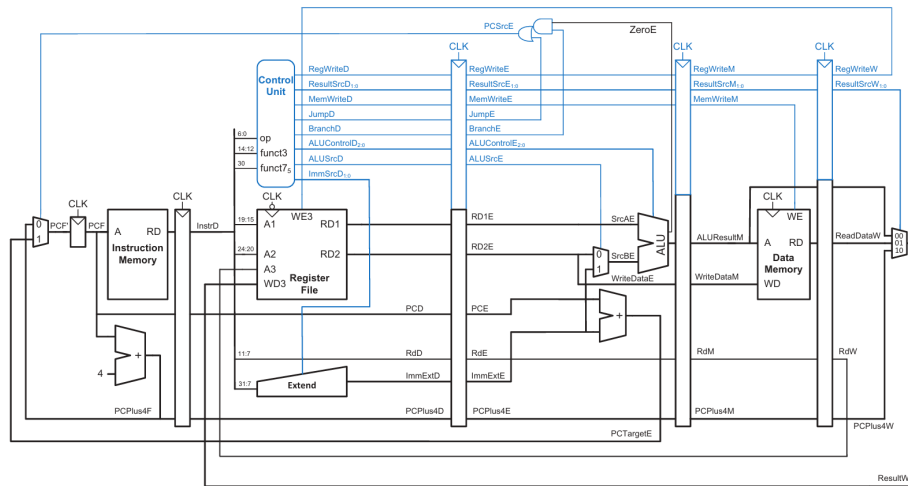 PCSrcE
ZeroE
CLK CLK CLK
Control
Unit
RegWriteD RegWriteE RegWriteM RegWriteW
ResultSrcD1:0 ResultSrcE1:0 ResultSrcM1:0 ResultSrcW1:0
MemWriteD MemWriteE MemWriteM
JumpD JumpE
BranchD BranchE
6:0 op ALUControlD2:0 ALUControlE2:0
14:12 funct3
30 funct75 ALUSrcD ALUSrcE
ImmSrcD1:0
CLK CLK CLK CLK
0 PCF' PCF A RD InstrD 19:15 A1 WE3 RD1 RD1E SrcAE ALU WE 00
1 Instruction 24:20 A2 RD2 RD2E 0 SrcBE ALUResultM A RD ReadDataW 01
Memory A3 Register 1 Data 10
WD3 File WriteDataE WriteDataM Memory
WD
PCD PCE
+ +
11:7 RdD RdE RdM RdW
4 31:7 Extend ImmExtD ImmExtE
PCPlus4F PCPlus4D PCPlus4E PCPlus4M PCPlus4W
PCTargetE
ResultW